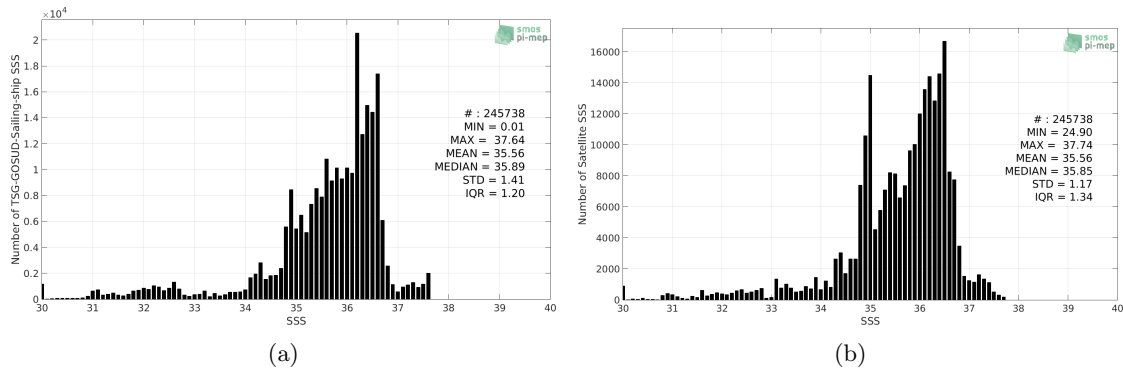 ×10⁴
2
1.8
1.6
1.4
1.2
1
0.8
0.6
0.4
0.2
0
Number of TSG-GOSUD-Sailing-ship SSS
30 31 32 33 34 35 36 37 38 39 40
SSS
smos
pi-mep
# : 245738
MIN = 0.01
MAX = 37.64
MEAN = 35.56
MEDIAN = 35.89
STD = 1.41
IQR = 1.20
(a)
16000
14000
12000
10000
8000
6000
4000
2000
0
Number of Satellite SSS
30 31 32 33 34 35 36 37 38 39 40
SSS
smos
pi-mep
# : 245738
MIN = 24.90
MAX = 37.74
MEAN = 35.56
MEDIAN = 35.85
STD = 1.17
IQR = 1.34
(b)